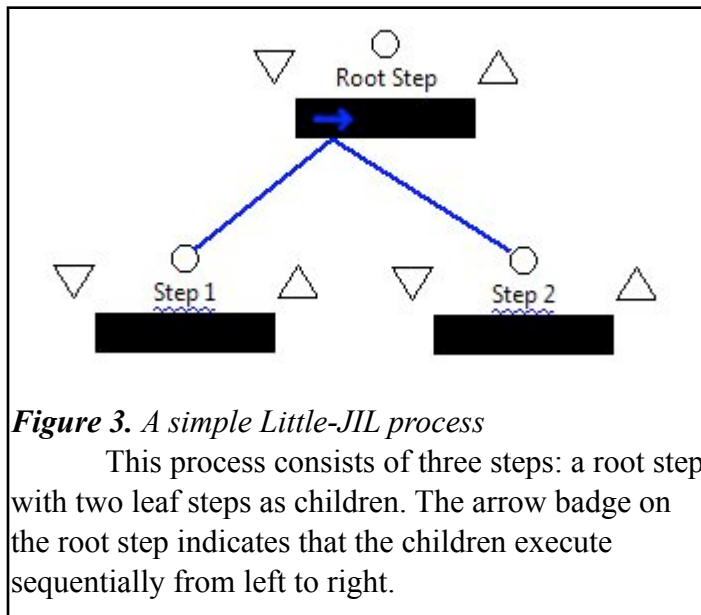 Root Step
Step 1
Step 2
Figure 3. A simple Little-JIL process
This process consists of three steps: a root step
with two leaf steps as children. The arrow badge on
the root step indicates that the children execute
sequentially from left to right.